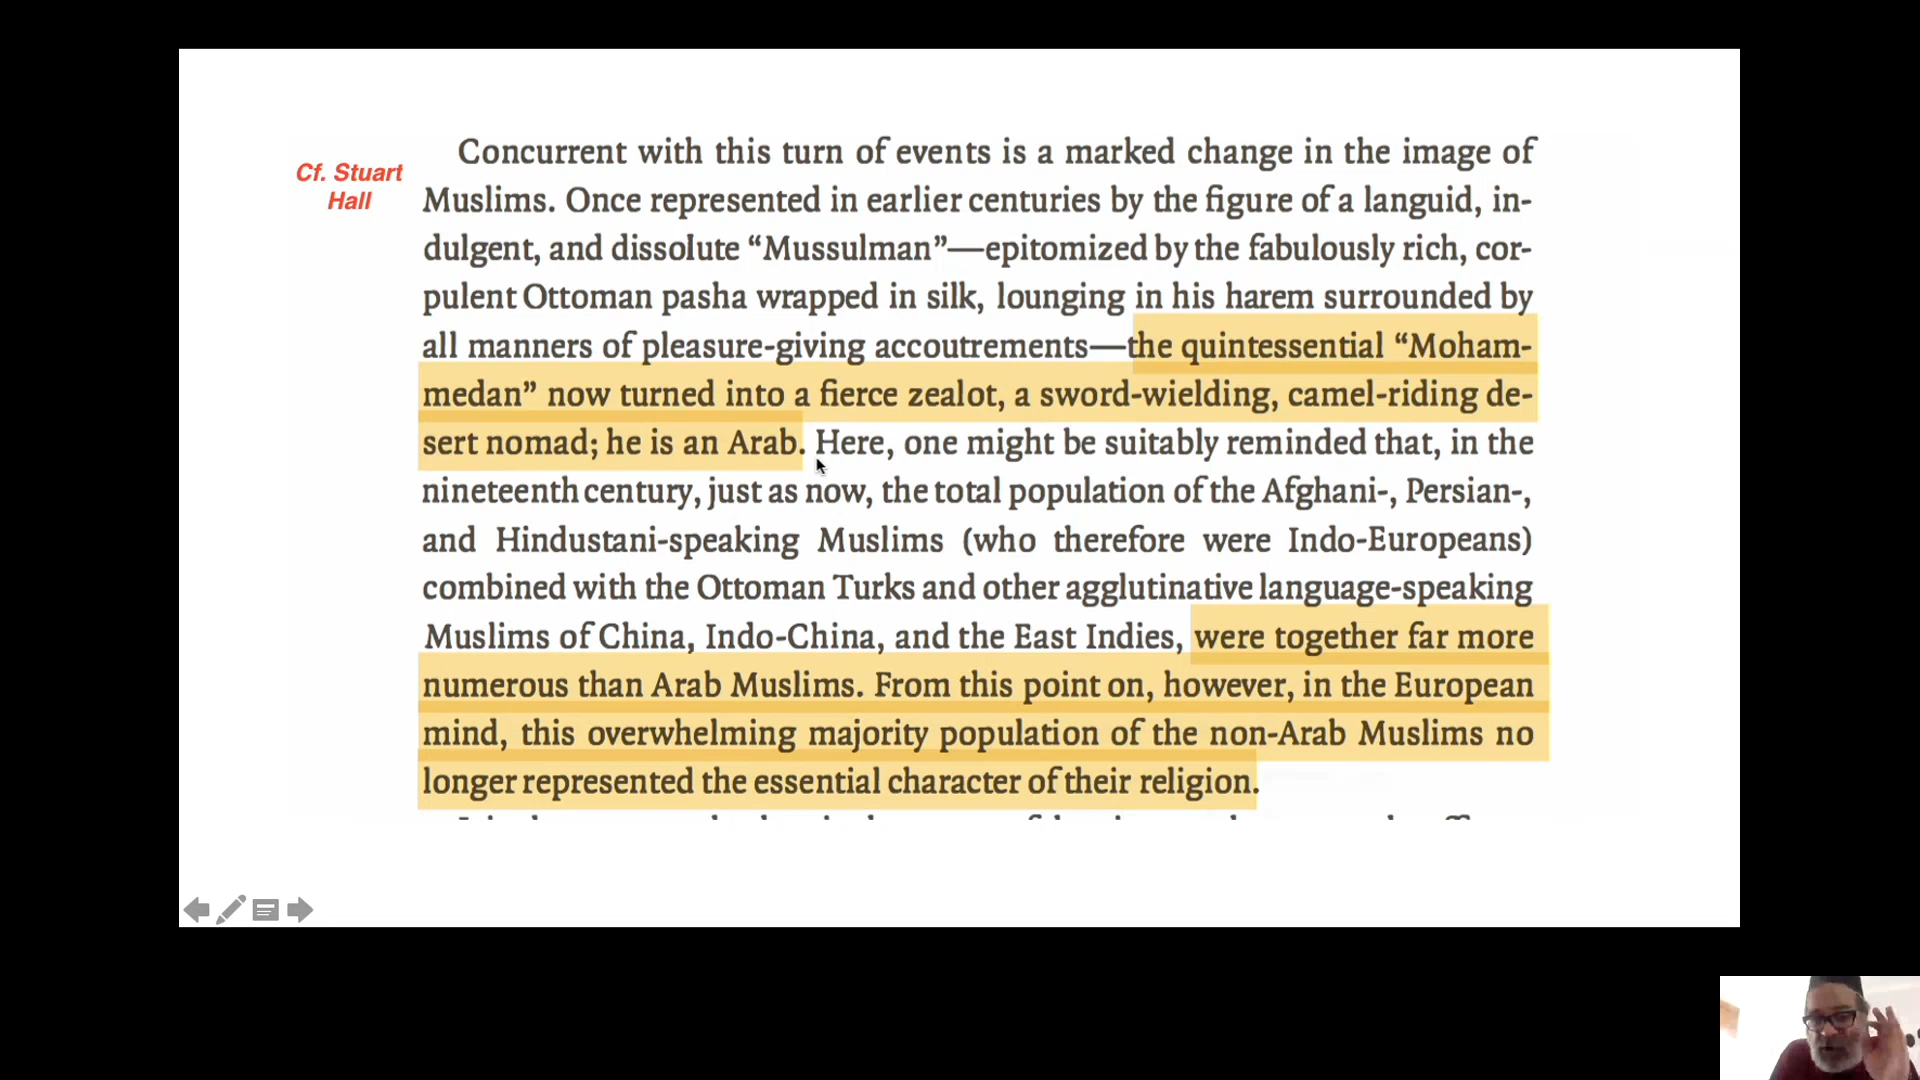 Cf. Stuart
Hall
Concurrent with this turn of events is a marked change in the image of
Muslims. Once represented in earlier centuries by the figure of a languid, in-
dulgent, and dissolute “Mussulman”—epitomized by the fabulously rich, cor-
pulent Ottoman pasha wrapped in silk, lounging in his harem surrounded by
all manners of pleasure-giving accoutrements—the quintessential “Moham-
medan” now turned into a fierce zealot, a sword-wielding, camel-riding de-
sert nomad; he is an Arab. Here, one might be suitably reminded that, in the
nineteenth century, just as now, the total population of the Afghani-, Persian-,
and Hindustani-speaking Muslims (who therefore were Indo-Europeans)
combined with the Ottoman Turks and other agglutinative language-speaking
Muslims of China, Indo-China, and the East Indies, were together far more
numerous than Arab Muslims. From this point on, however, in the European
mind, this overwhelming majority population of the non-Arab Muslims no
longer represented the essential character of their religion.